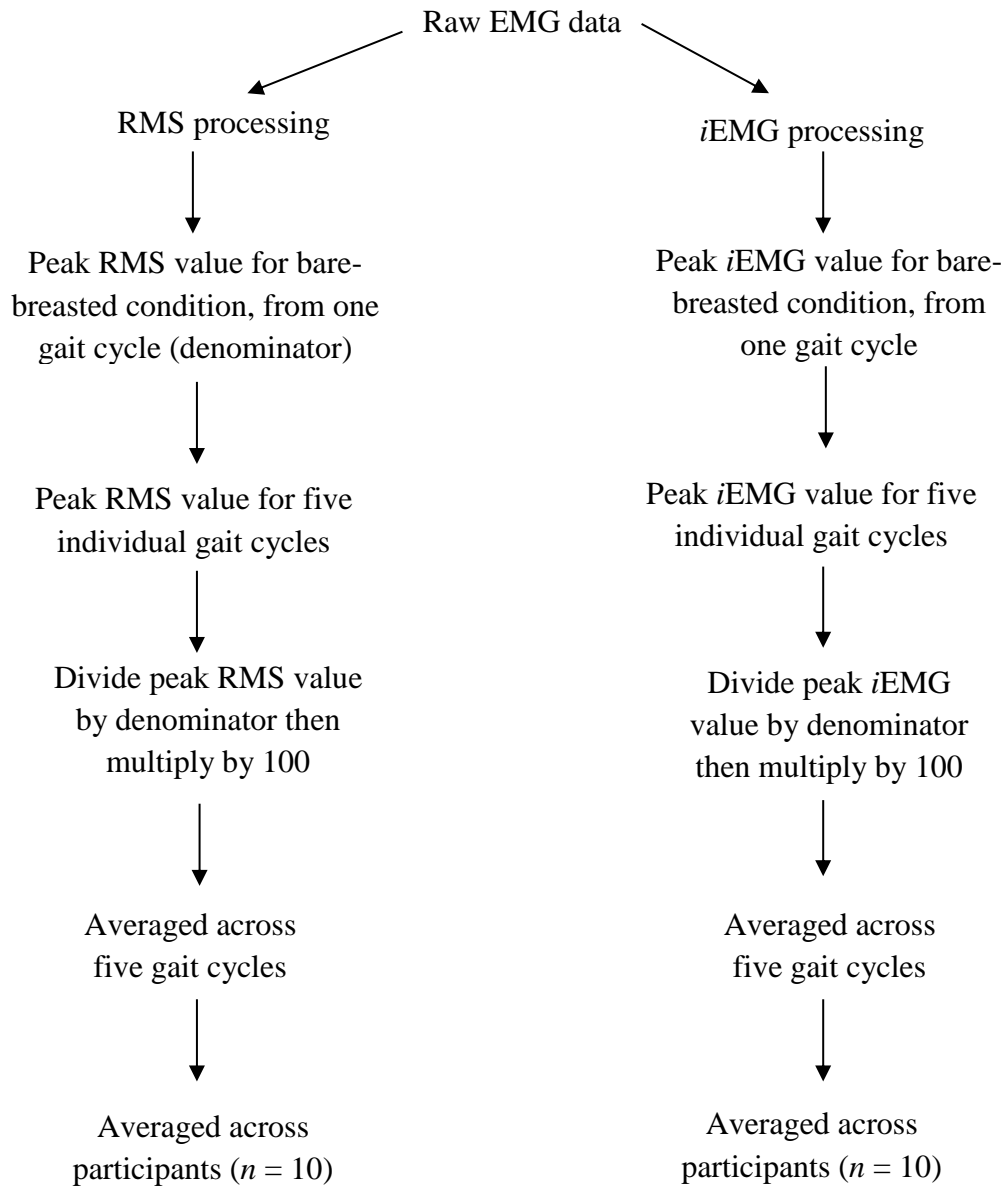 Raw EMG data
RMS processing
Peak RMS value for bare-
breasted condition, from one
gait cycle (denominator)
Peak RMS value for five
individual gait cycles
Divide peak RMS value
by denominator then
multiply by 100
Averaged across
five gait cycles
Averaged across
participants (n = 10)
iEMG processing
Peak iEMG value for bare-
breasted condition, from
one gait cycle
Peak iEMG value for five
individual gait cycles
Divide peak iEMG
value by denominator
then multiply by 100
Averaged across
five gait cycles
Averaged across
participants (n = 10)